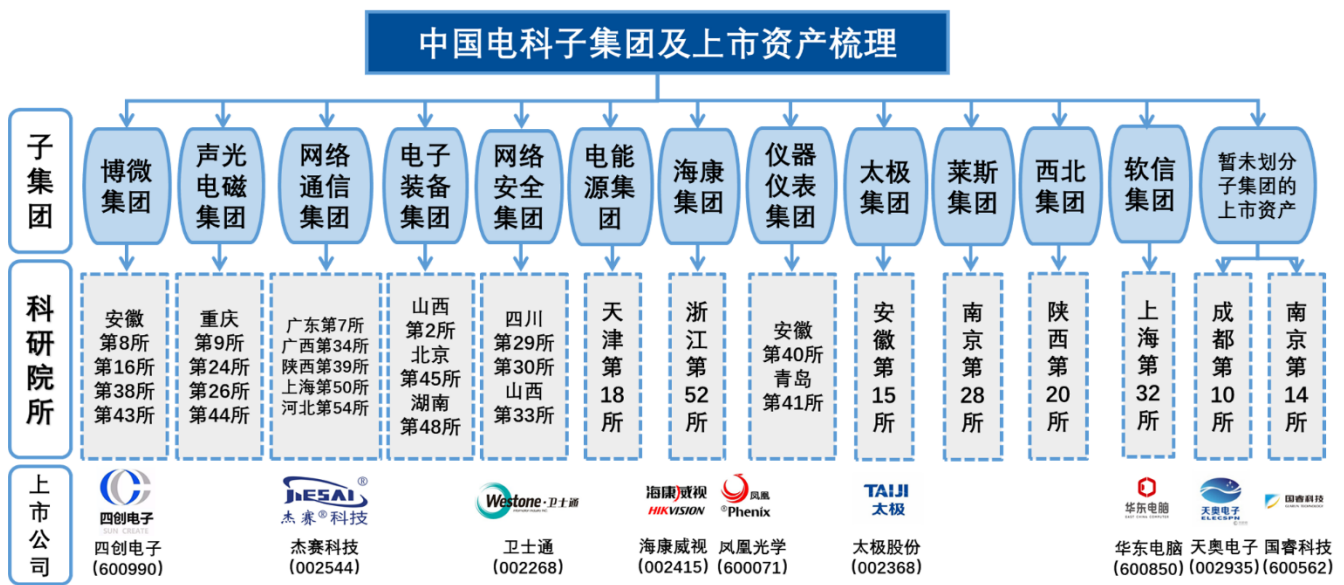 中国电科子集团及上市资产梳理
子集团
博微
集团
声光
电磁
集团
网络
通信
集团
电子
装备
集团
网络
安全
集团
电能
源集
团
海康
集团
仪器
仪表
集团
太极
集团
莱斯
集团
西北
集团
软信
集团
暂未划分
子集团的
上市资产
科研院所
安徽
第8所
第16所
第38所
第43所
重庆
第9所
第24所
第26所
第44所
广东第7所
广西第34所
陕西第39所
上海第50所
河北第54所
山西
第2所
北京
第45所
湖南
第48所
四川
第29所
第30所
山西
第33所
天津第18所
浙江第52所
安徽
第40所
青岛
第41所
安徽第15所
南京第28所
陕西第20所
上海第32所
成都第10所
南京第14所
上市公司
四创电子
SUN CREATE
四创电子
(600990)
JIESAI®
杰赛®科技
杰赛科技
(002544)
Westone·卫士通
卫士通
(002268)
海康威视
HIKVISION
海康威视
(002415)
凤凰
®Phenix
凤凰光学
(600071)
TAIJI
太极
太极股份
(002368)
华东电脑
EAST CHINA COMPUTER
华东电脑
(600850)
天奥电子
ELECSPN
天奥电子
(002935)
国睿科技
国睿科技
(600562)